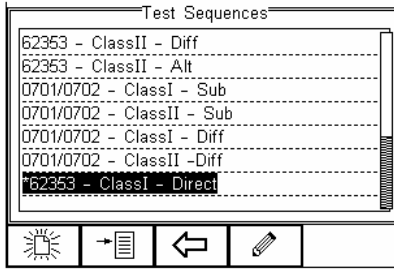 Test Sequences
62353 - ClassII - Diff
62353 - ClassII - Alt
0701/0702 - ClassI - Sub
0701/0702 - ClassII - Sub
0701/0702 - ClassI - Diff
0701/0702 - ClassII -Diff
*62353 - ClassI - Direct